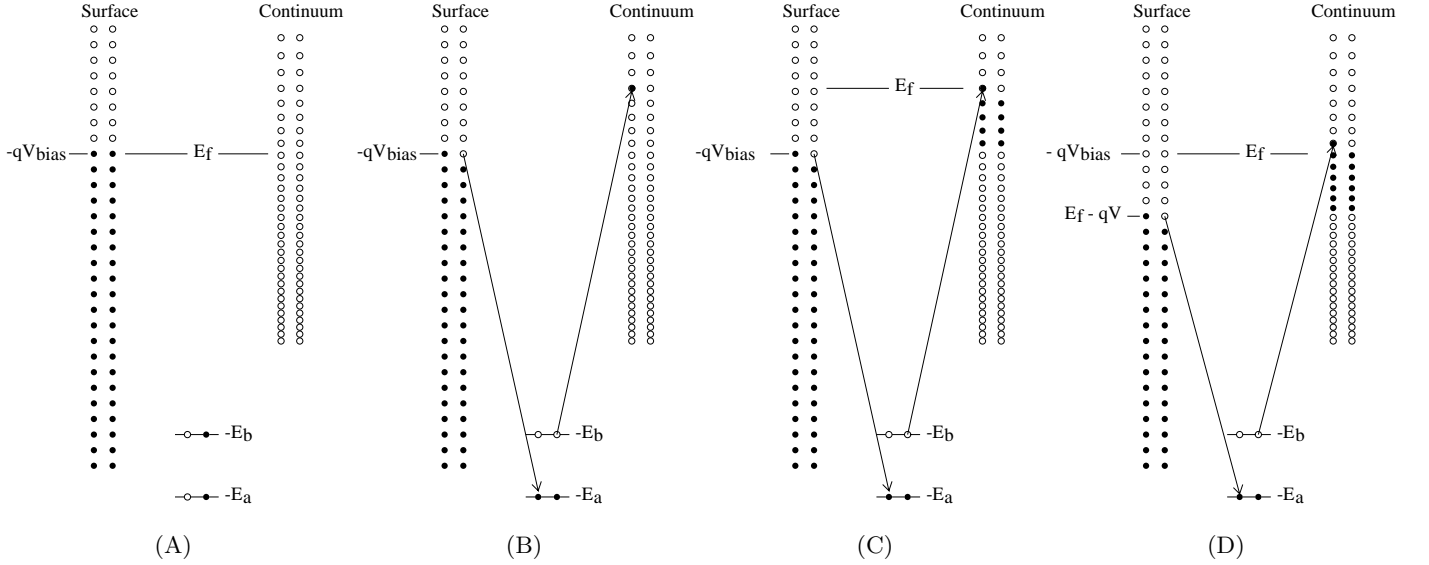 Surface Continuum Surface Continuum Surface Continuum Surface Continuum
-qVbias Ef -qVbias -qVbias Ef - qVbias Ef
Ef - qV
-Eb -Eb -Eb -Eb
-Ea -Ea -Ea -Ea
(A) (B) (C) (D)